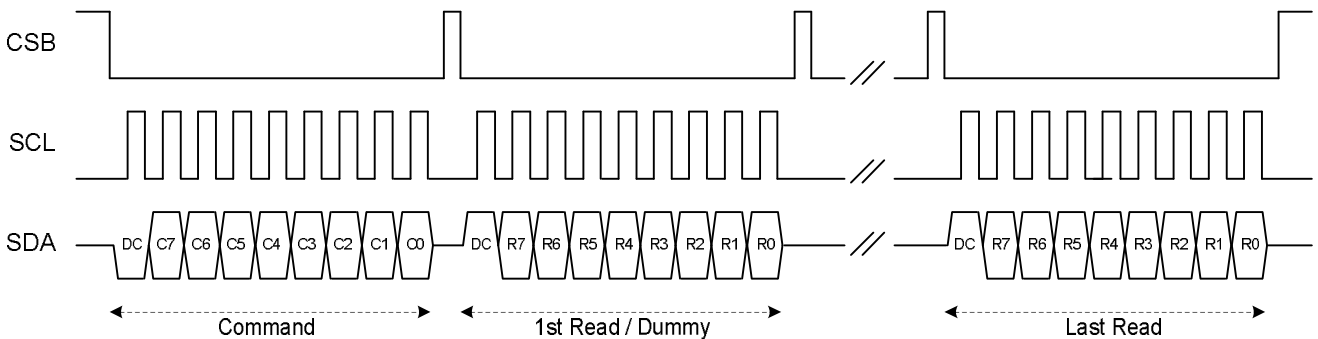 CSB
SCL
SDA DC C7 C6 C5 C4 C3 C2 C1 C0 DC R7 R6 R5 R4 R3 R2 R1 R0 DC R7 R6 R5 R4 R3 R2 R1 R0
Command 1st Read / Dummy Last Read